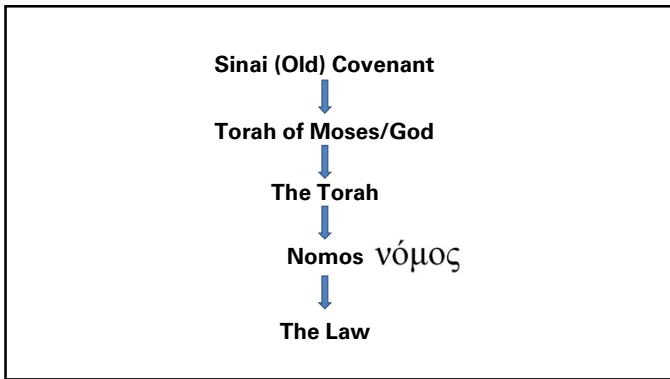 Sinai (Old) Covenant
Torah of Moses/God
The Torah
Nomos νόμος
The Law